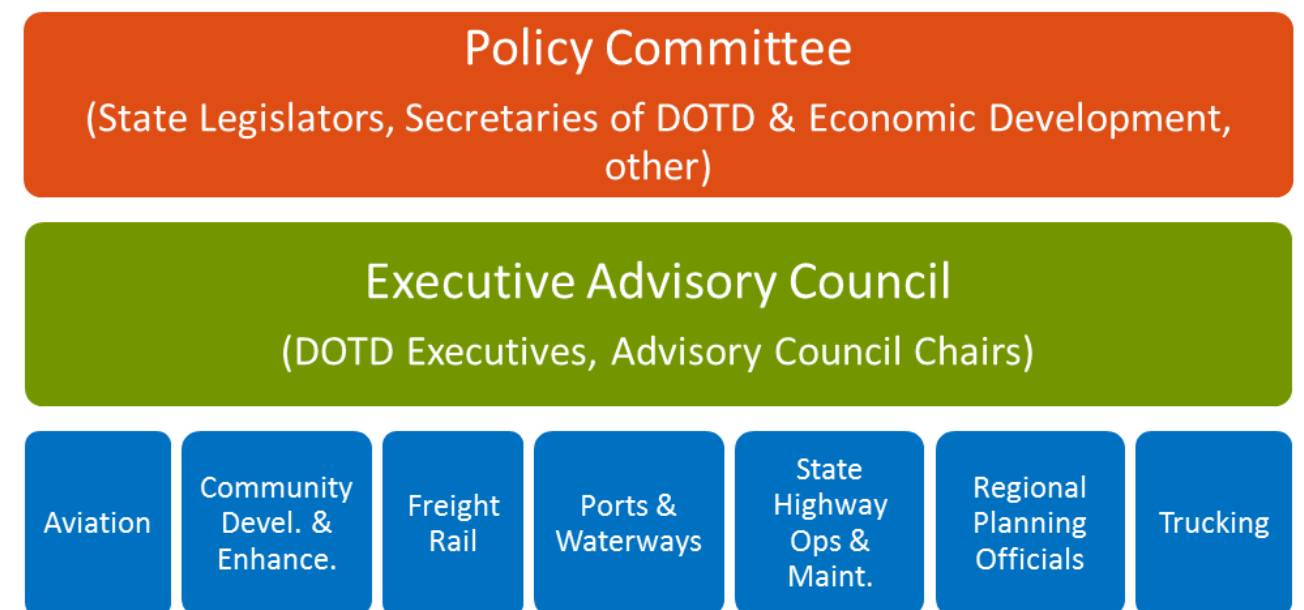 Policy Committee
(State Legislators, Secretaries of DOTD & Economic Development,
other)
Executive Advisory Council
(DOTD Executives, Advisory Council Chairs)
Aviation
Community
Devel. &
Enhance.
Freight
Rail
Ports &
Waterways
State
Highway
Ops &
Maint.
Regional
Planning
Officials
Trucking